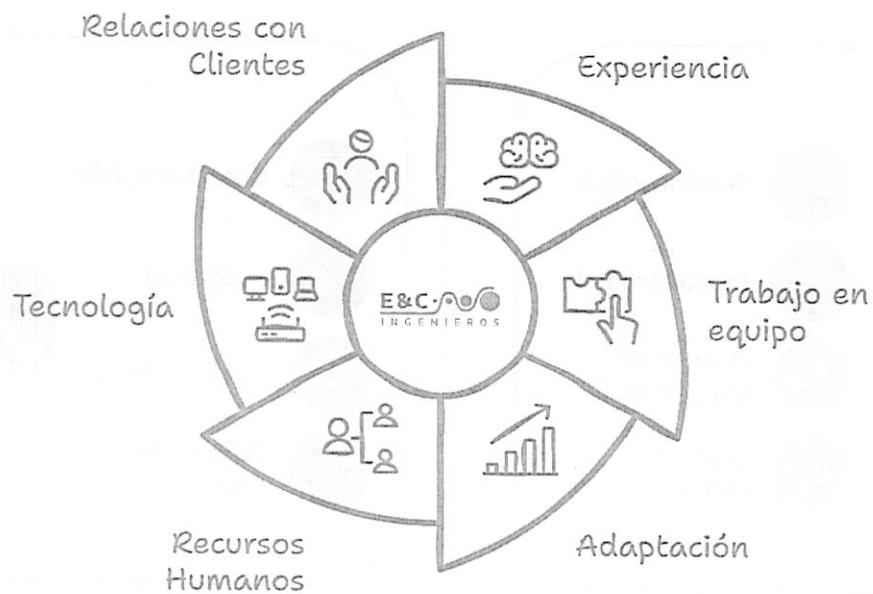 Relaciones con
Clientes
Experiencia
Tecnología
E&C
INGENIEROS
Trabajo en
equipo
Recursos
Humanos
Adaptación